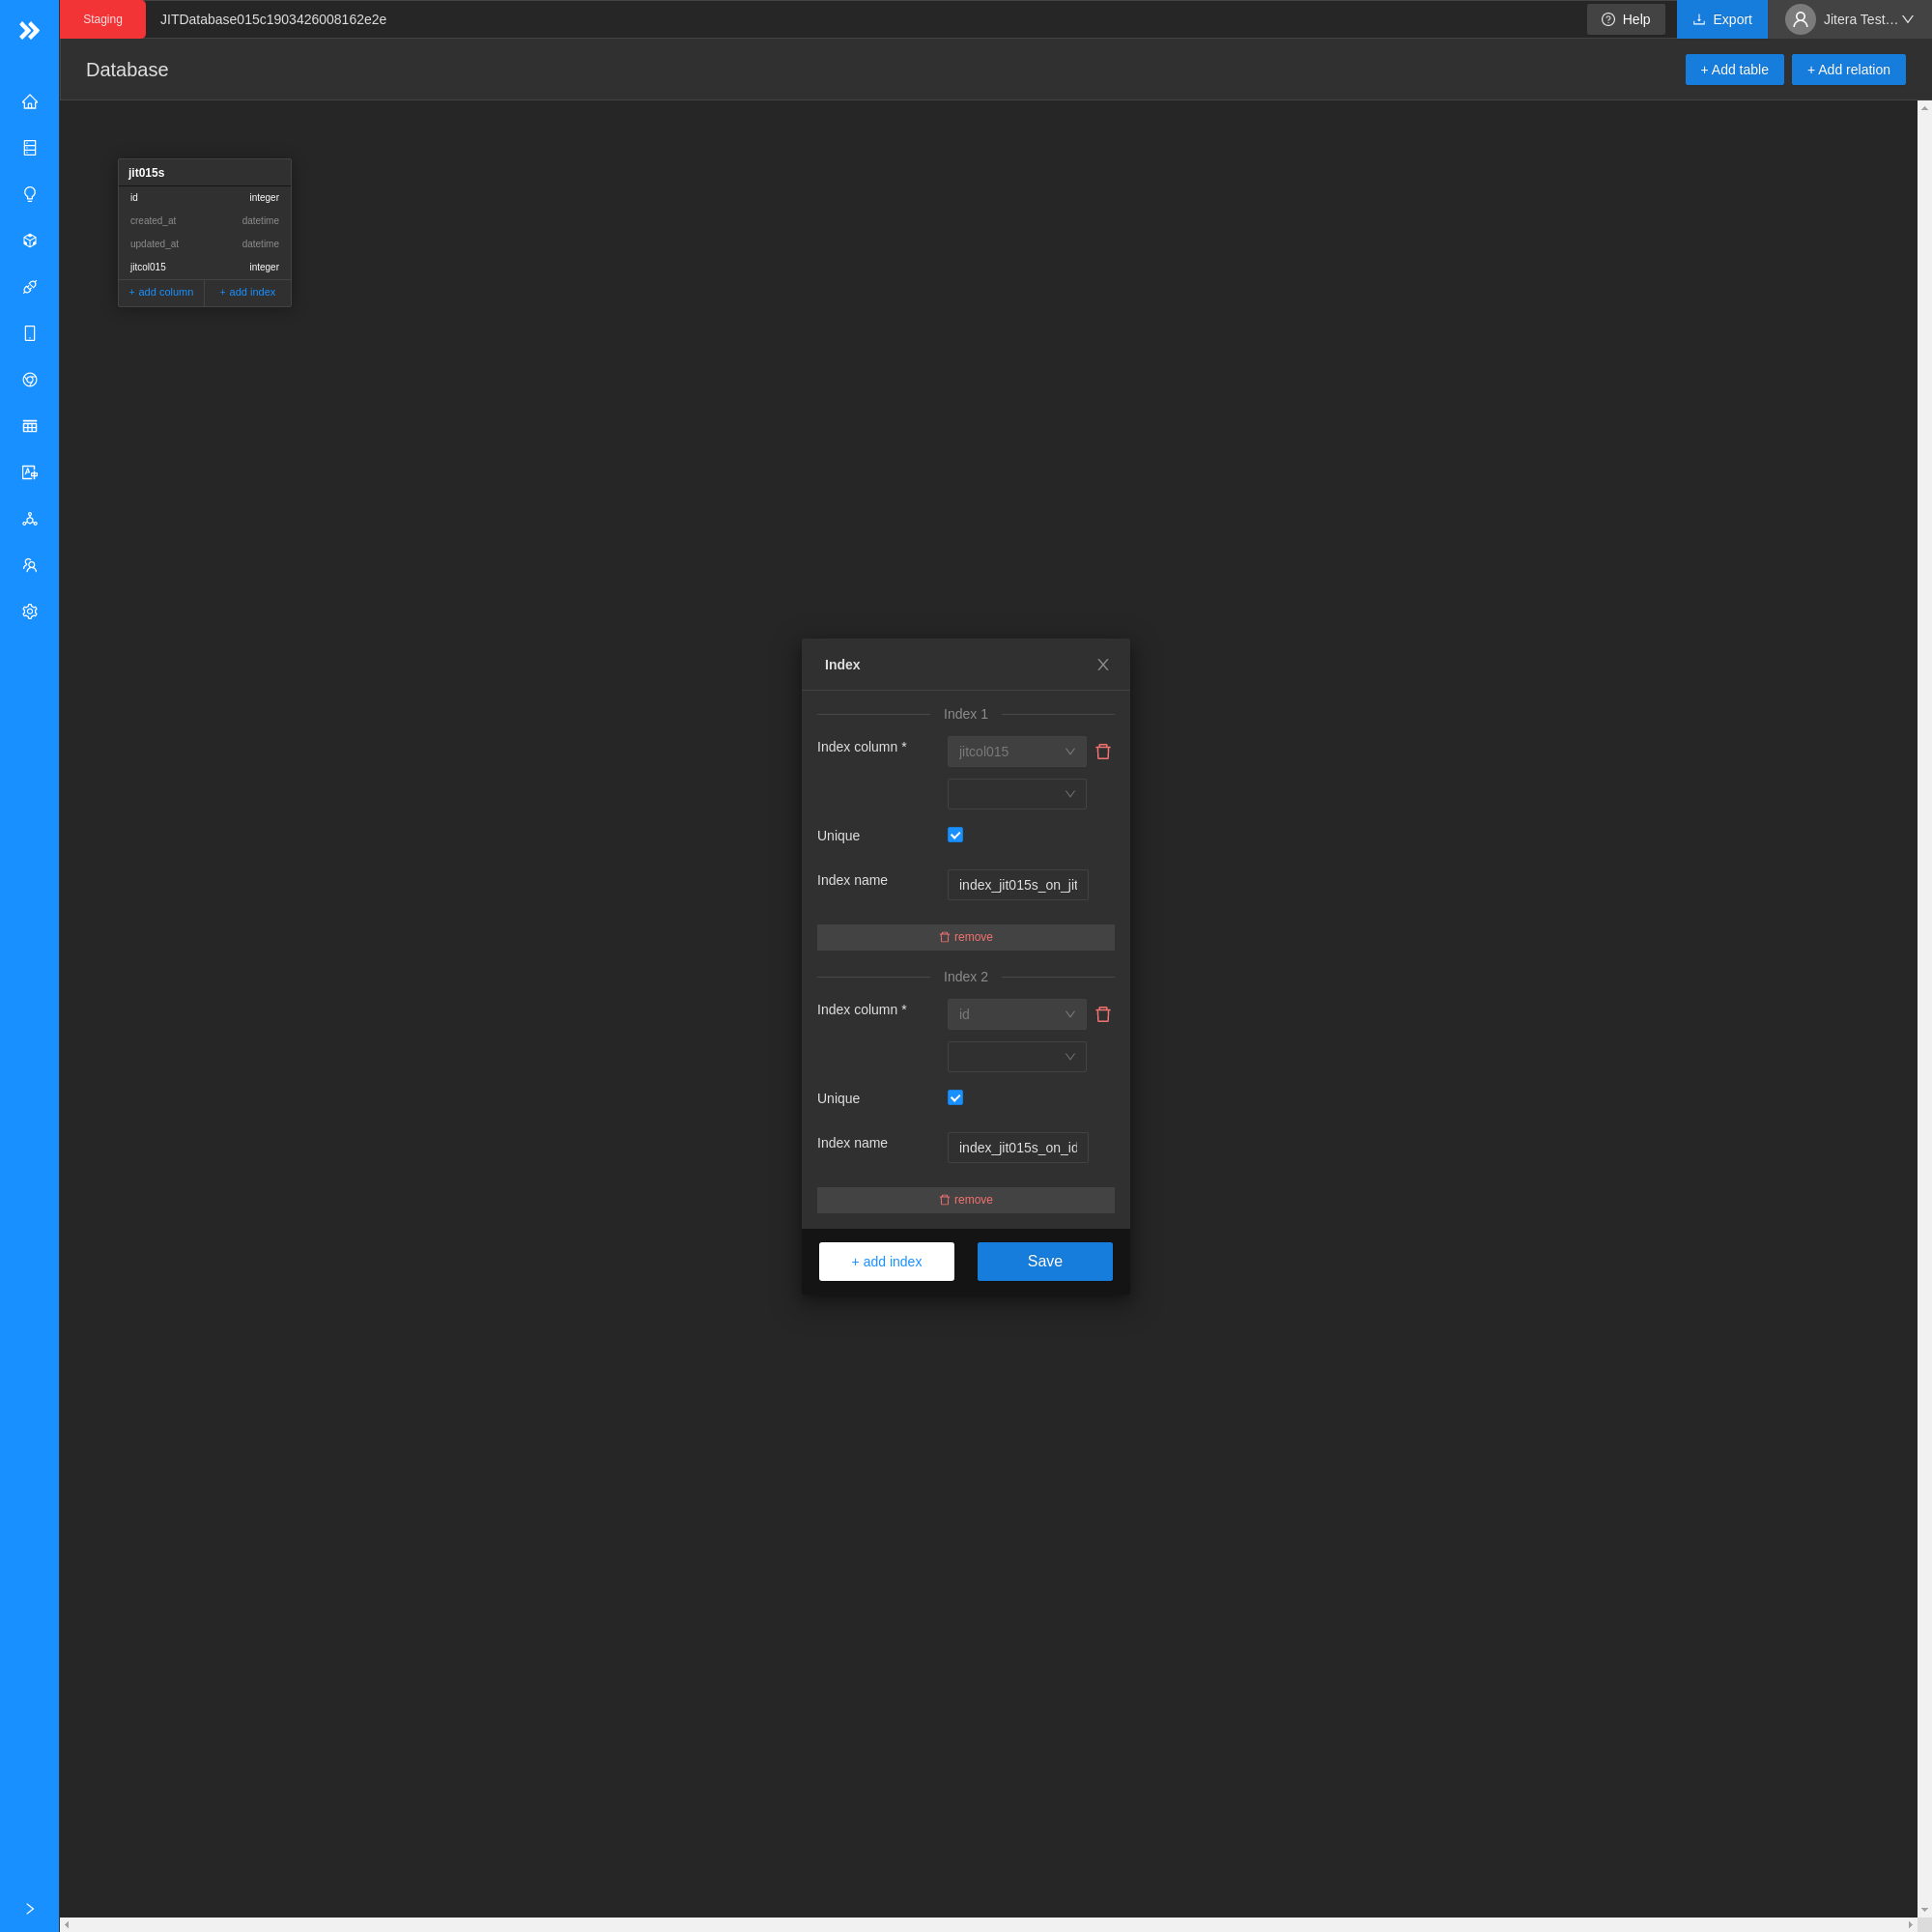 Staging
JITDatabase015c1903426008162e2e
Help
Export
Jitera Test…
Database
+ Add table
+ Add relation
jit015s
id integer
created_at datetime
updated_at datetime
jitcol015 integer
+ add column
+ add index
Index
Index 1
Index column *
jitcol015
Unique
Index name
index_jit015s_on_jit
remove
Index 2
Index column *
id
Unique
Index name
index_jit015s_on_id
remove
+ add index
Save